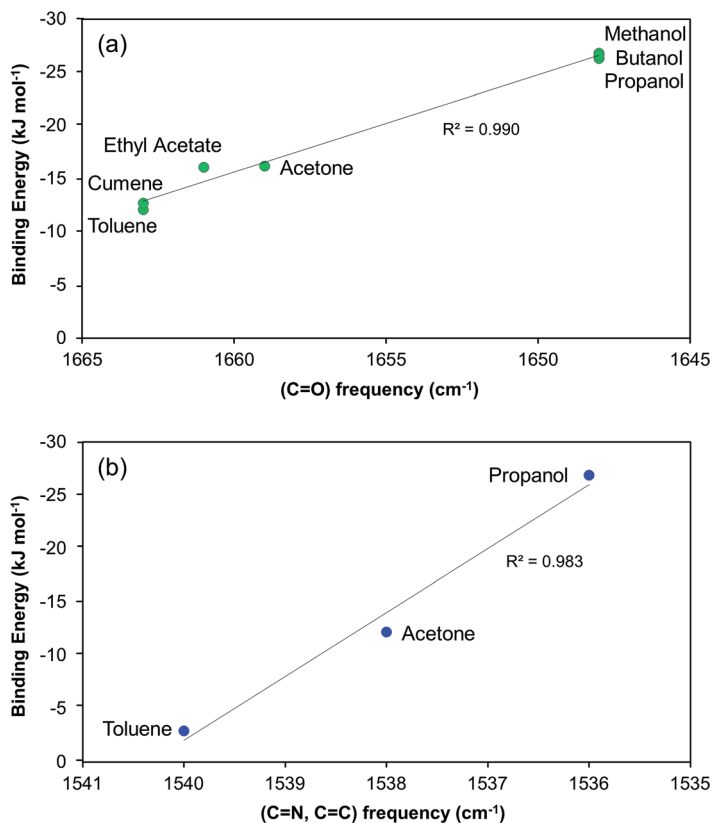 (a)
Binding Energy (kJ mol⁻¹)
-30
-25
-20
-15
-10
-5
0
Methanol
Butanol
Propanol
R² = 0.990
Ethyl Acetate
Acetone
Cumene
Toluene
1665
1660
1655
1650
1645
(C=O) frequency (cm⁻¹)
(b)
Binding Energy (kJ mol⁻¹)
-30
-25
-20
-15
-10
-5
0
Propanol
R² = 0.983
Acetone
Toluene
1541
1540
1539
1538
1537
1536
1535
(C=N, C=C) frequency (cm⁻¹)